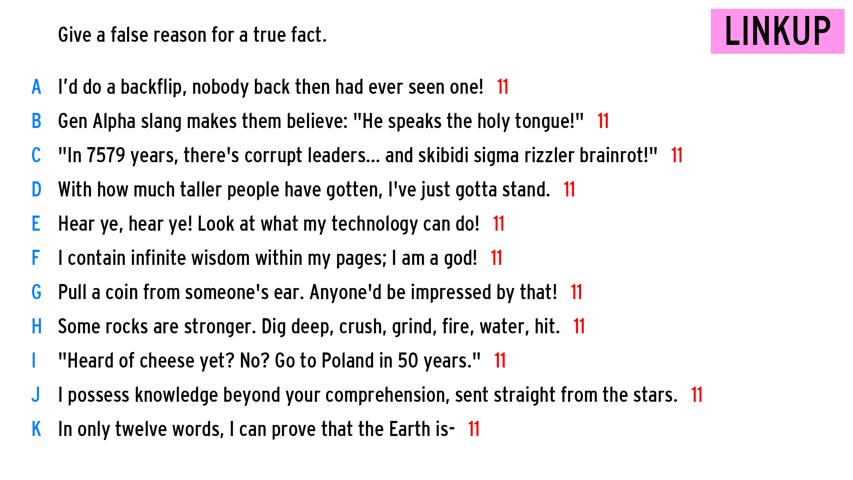 Give a false reason for a true fact.
LINKUP
A I'd do a backflip, nobody back then had ever seen one! 11
B Gen Alpha slang makes them believe: "He speaks the holy tongue!" 11
C "In 7579 years, there's corrupt leaders... and skibidi sigma rizzler brainrot!" 11
D With how much taller people have gotten, I've just gotta stand. 11
E Hear ye, hear ye! Look at what my technology can do! 11
F I contain infinite wisdom within my pages; I am a god! 11
G Pull a coin from someone's ear. Anyone'd be impressed by that! 11
H Some rocks are stronger. Dig deep, crush, grind, fire, water, hit. 11
I "Heard of cheese yet? No? Go to Poland in 50 years." 11
J I possess knowledge beyond your comprehension, sent straight from the stars. 11
K In only twelve words, I can prove that the Earth is- 11